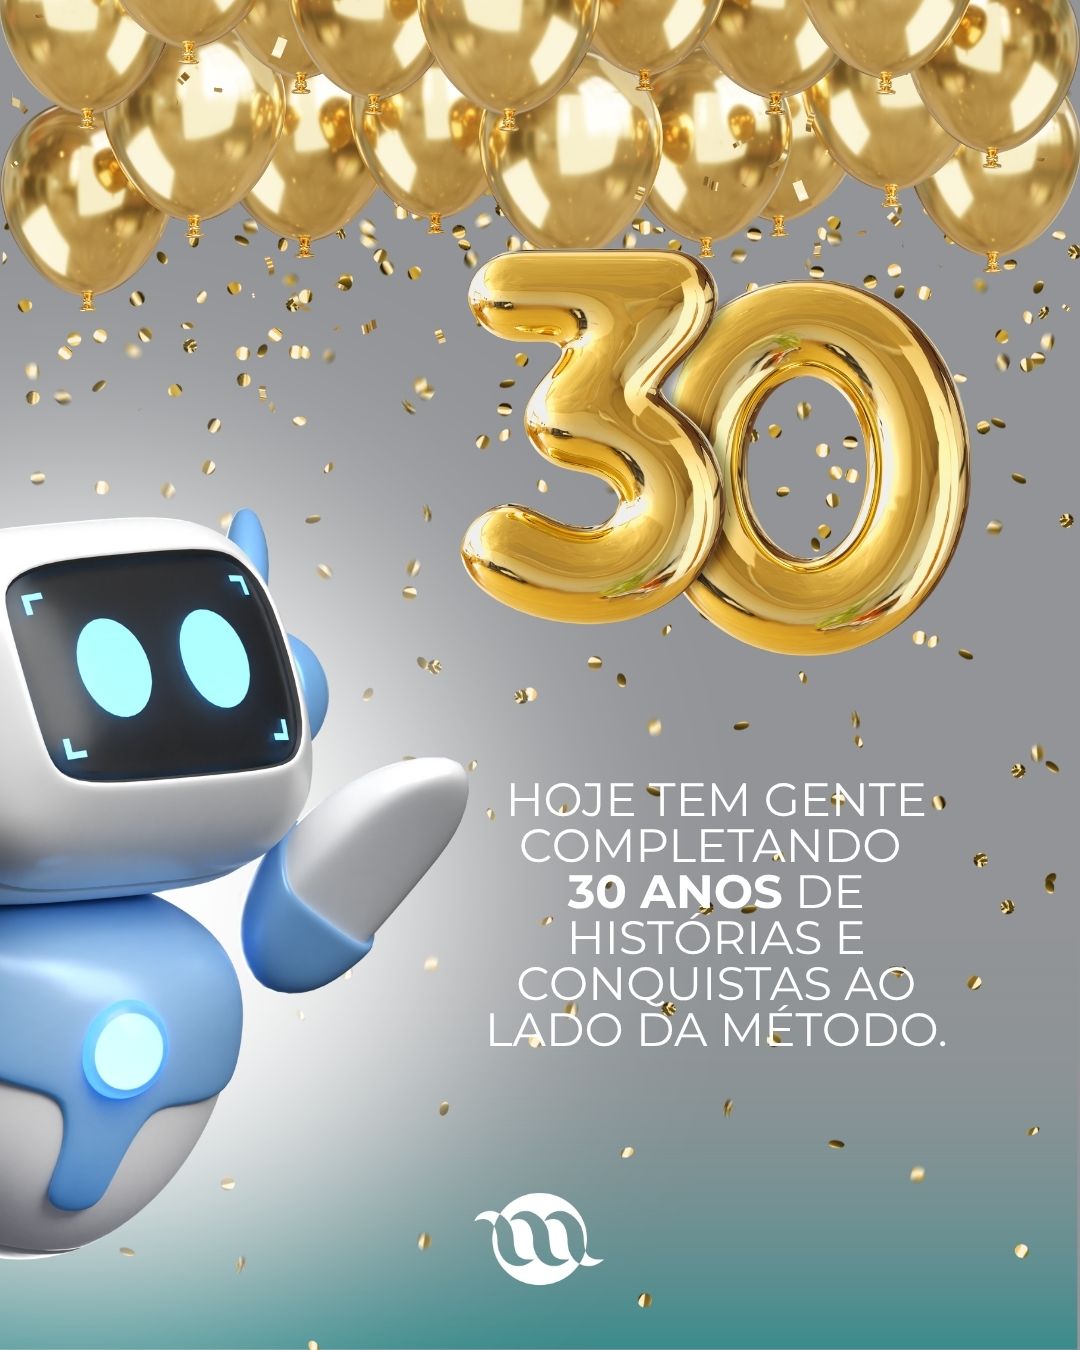 30
HOJE TEM GENTE
COMPLETANDO
30 ANOS DE
HISTÓRIAS E
CONQUISTAS AO
LADO DA MÉTODO.